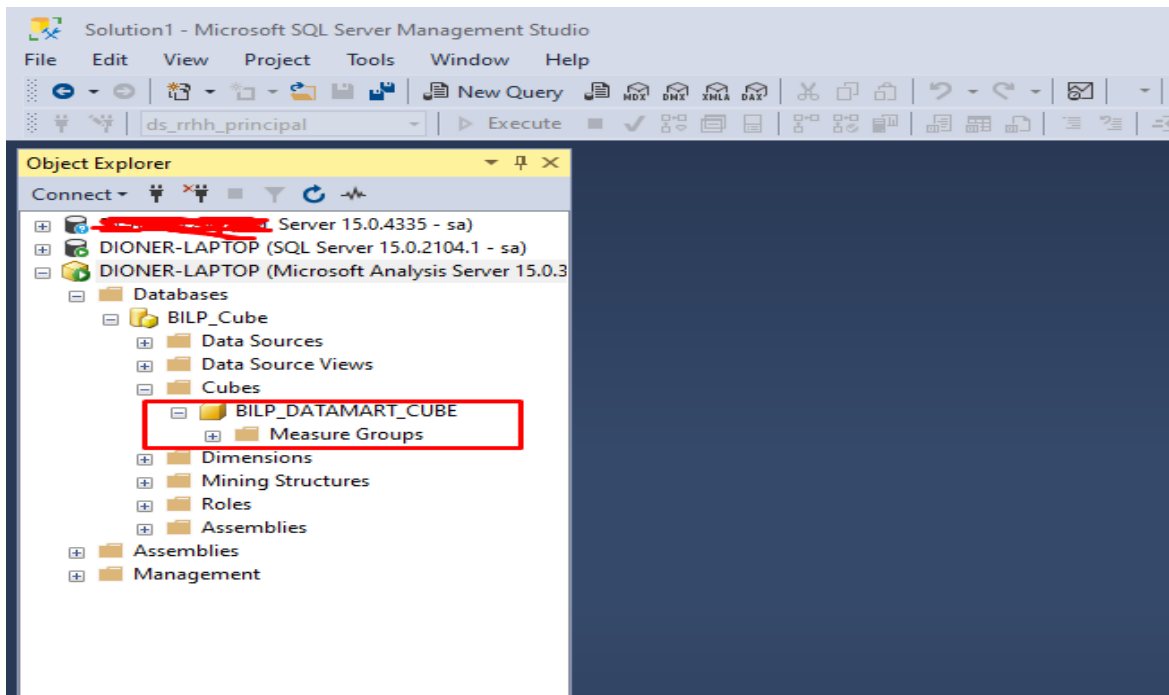 Solution1 - Microsoft SQL Server Management Studio
File Edit View Project Tools Window Help
New Query MDX DMX XMLA DAX
ds_rrhh_principal Execute
Object Explorer
Connect
Server 15.0.4335 - sa)
DIONER-LAPTOP (SQL Server 15.0.2104.1 - sa)
DIONER-LAPTOP (Microsoft Analysis Server 15.0.3
Databases
BILP_Cube
Data Sources
Data Source Views
Cubes
BILP_DATAMART_CUBE
Measure Groups
Dimensions
Mining Structures
Roles
Assemblies
Assemblies
Management